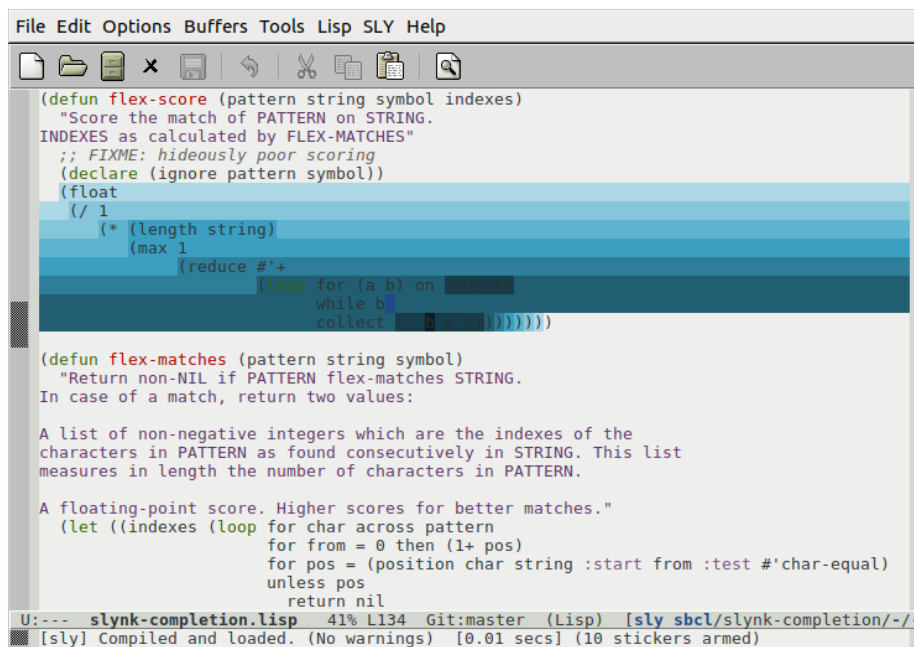 File Edit Options Buffers Tools Lisp SLY Help
(defun flex-score (pattern string symbol indexes)
"Score the match of PATTERN on STRING.
INDEXES as calculated by FLEX-MATCHES"
;; FIXME: hideously poor scoring
(declare (ignore pattern symbol))
(float
(/ 1
(* (length string)
(max 1
(reduce #'+
(loop for (a b) on
while b
collect b )))))))
(defun flex-matches (pattern string symbol)
"Return non-NIL if PATTERN flex-matches STRING.
In case of a match, return two values:
A list of non-negative integers which are the indexes of the
characters in PATTERN as found consecutively in STRING. This list
measures in length the number of characters in PATTERN.
A floating-point score. Higher scores for better matches."
(let ((indexes (loop for char across pattern
for from = 0 then (1+ pos)
for pos = (position char string :start from :test #'char-equal)
unless pos
return nil
U:--- slynk-completion.lisp 41% L134 Git:master (Lisp) [sly sbcl/slynk-completion/-/
[sly] Compiled and loaded. (No warnings) [0.01 secs] (10 stickers armed)